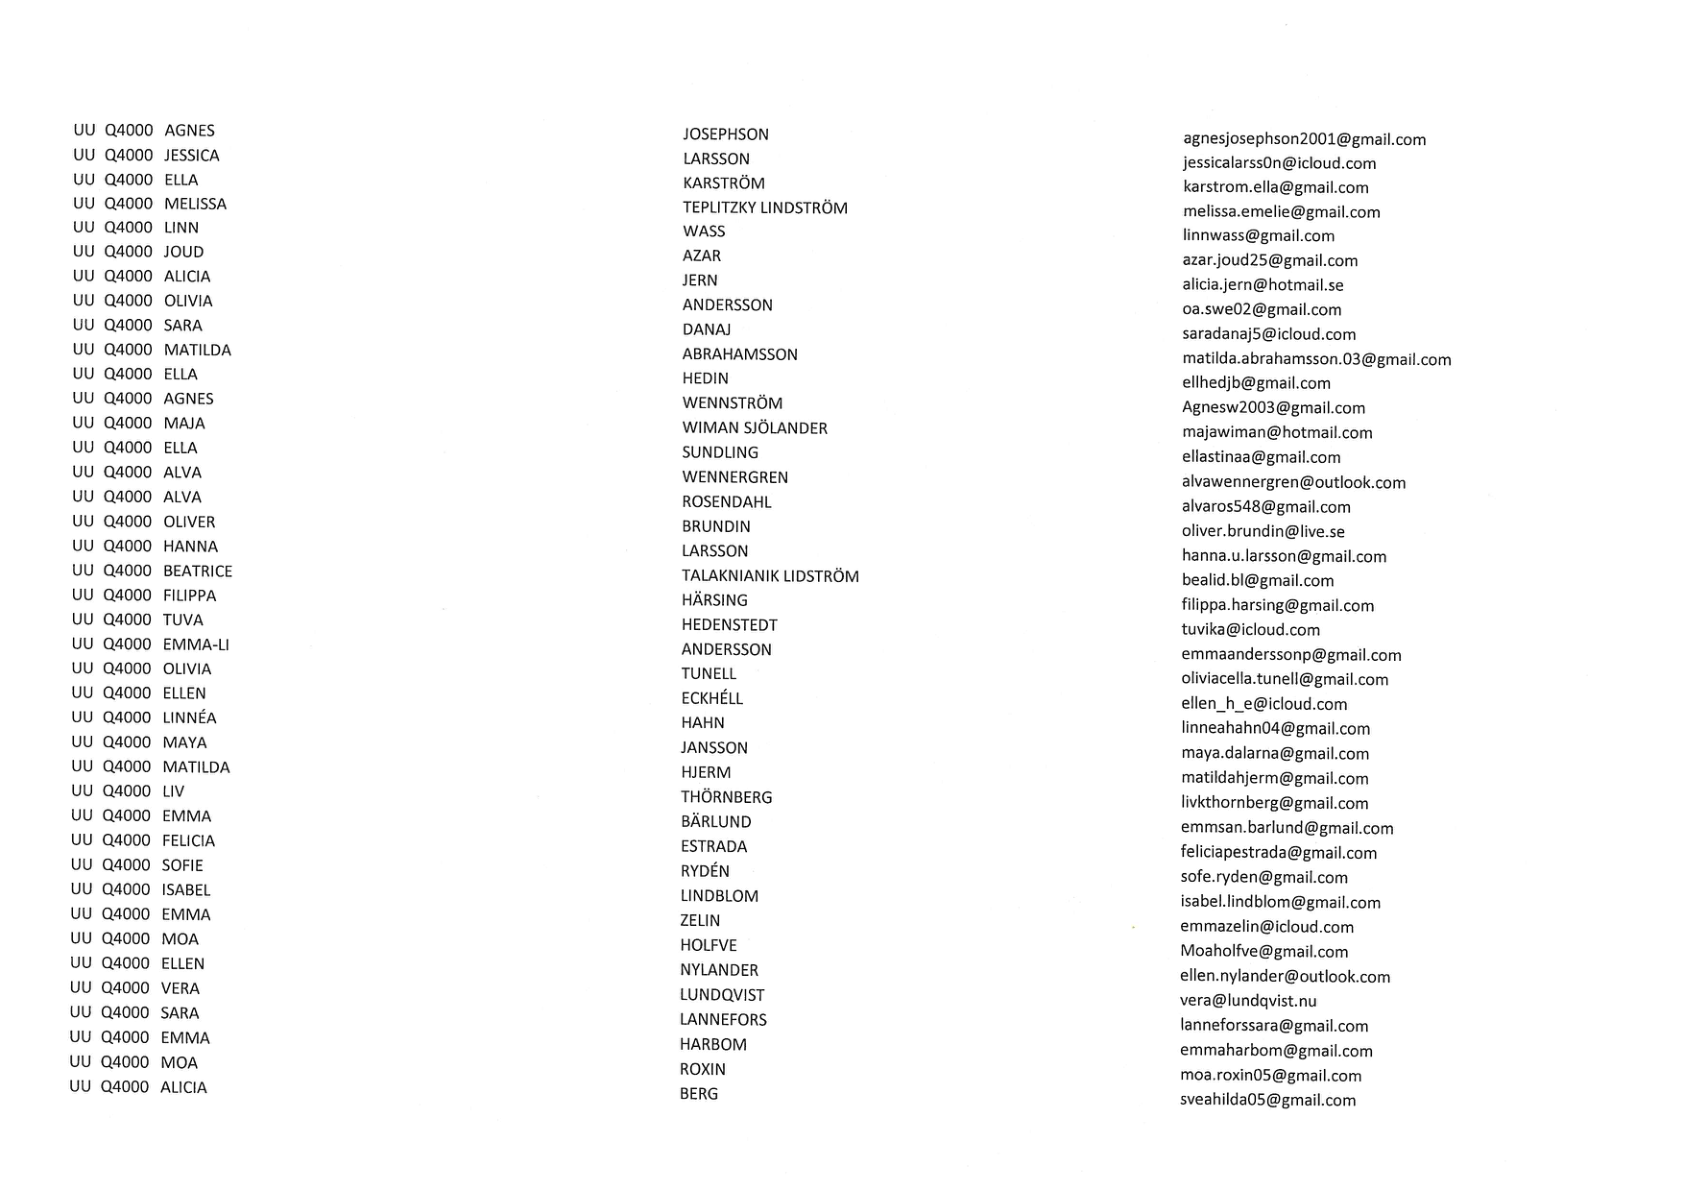 UU Q4000 AGNES JOSEPHSON agnesjosephson2001@gmail.com
UU Q4000 JESSICA LARSSON jessicalarss0n@icloud.com
UU Q4000 ELLA KARSTRÖM karstrom.ella@gmail.com
UU Q4000 MELISSA TEPLITZKY LINDSTRÖM melissa.emelie@gmail.com
UU Q4000 LINN WASS linnwass@gmail.com
UU Q4000 JOUD AZAR azar.joud25@gmail.com
UU Q4000 ALICIA JERN alicia.jern@hotmail.se
UU Q4000 OLIVIA ANDERSSON oa.swe02@gmail.com
UU Q4000 SARA DANAJ saradanaj5@icloud.com
UU Q4000 MATILDA ABRAHAMSSON matilda.abrahamsson.03@gmail.com
UU Q4000 ELLA HEDIN ellhedjb@gmail.com
UU Q4000 AGNES WENNSTRÖM Agnesw2003@gmail.com
UU Q4000 MAJA WIMAN SJÖLANDER majawiman@hotmail.com
UU Q4000 ELLA SUNDLING ellastinaa@gmail.com
UU Q4000 ALVA WENNERGREN alvawennergren@outlook.com
UU Q4000 ALVA ROSENDAHL alvaros548@gmail.com
UU Q4000 OLIVER BRUNDIN oliver.brundin@live.se
UU Q4000 HANNA LARSSON hanna.u.larsson@gmail.com
UU Q4000 BEATRICE TALAKNIANIK LIDSTRÖM bealid.bl@gmail.com
UU Q4000 FILIPPA HÄRSING filippa.harsing@gmail.com
UU Q4000 TUVA HEDENSTEDT tuvika@icloud.com
UU Q4000 EMMA-LI ANDERSSON emmaanderssonp@gmail.com
UU Q4000 OLIVIA TUNELL oliviacella.tunell@gmail.com
UU Q4000 ELLEN ECKHÉLL ellen_h_e@icloud.com
UU Q4000 LINNÉA HAHN linneahahn04@gmail.com
UU Q4000 MAYA JANSSON maya.dalarna@gmail.com
UU Q4000 MATILDA HJERM matildahjerm@gmail.com
UU Q4000 LIV THÖRNBERG livkthornberg@gmail.com
UU Q4000 EMMA BÄRLUND emmsan.barlund@gmail.com
UU Q4000 FELICIA ESTRADA feliciapestrada@gmail.com
UU Q4000 SOFIE RYDÉN sofe.ryden@gmail.com
UU Q4000 ISABEL LINDBLOM isabel.lindblom@gmail.com
UU Q4000 EMMA ZELIN emmazelin@icloud.com
UU Q4000 MOA HOLFVE Moaholfve@gmail.com
UU Q4000 ELLEN NYLANDER ellen.nylander@outlook.com
UU Q4000 VERA LUNDQVIST vera@lundqvist.nu
UU Q4000 SARA LANNEFORS lanneforssara@gmail.com
UU Q4000 EMMA HARBOM emmaharbom@gmail.com
UU Q4000 MOA ROXIN moa.roxin05@gmail.com
UU Q4000 ALICIA BERG sveahilda05@gmail.com